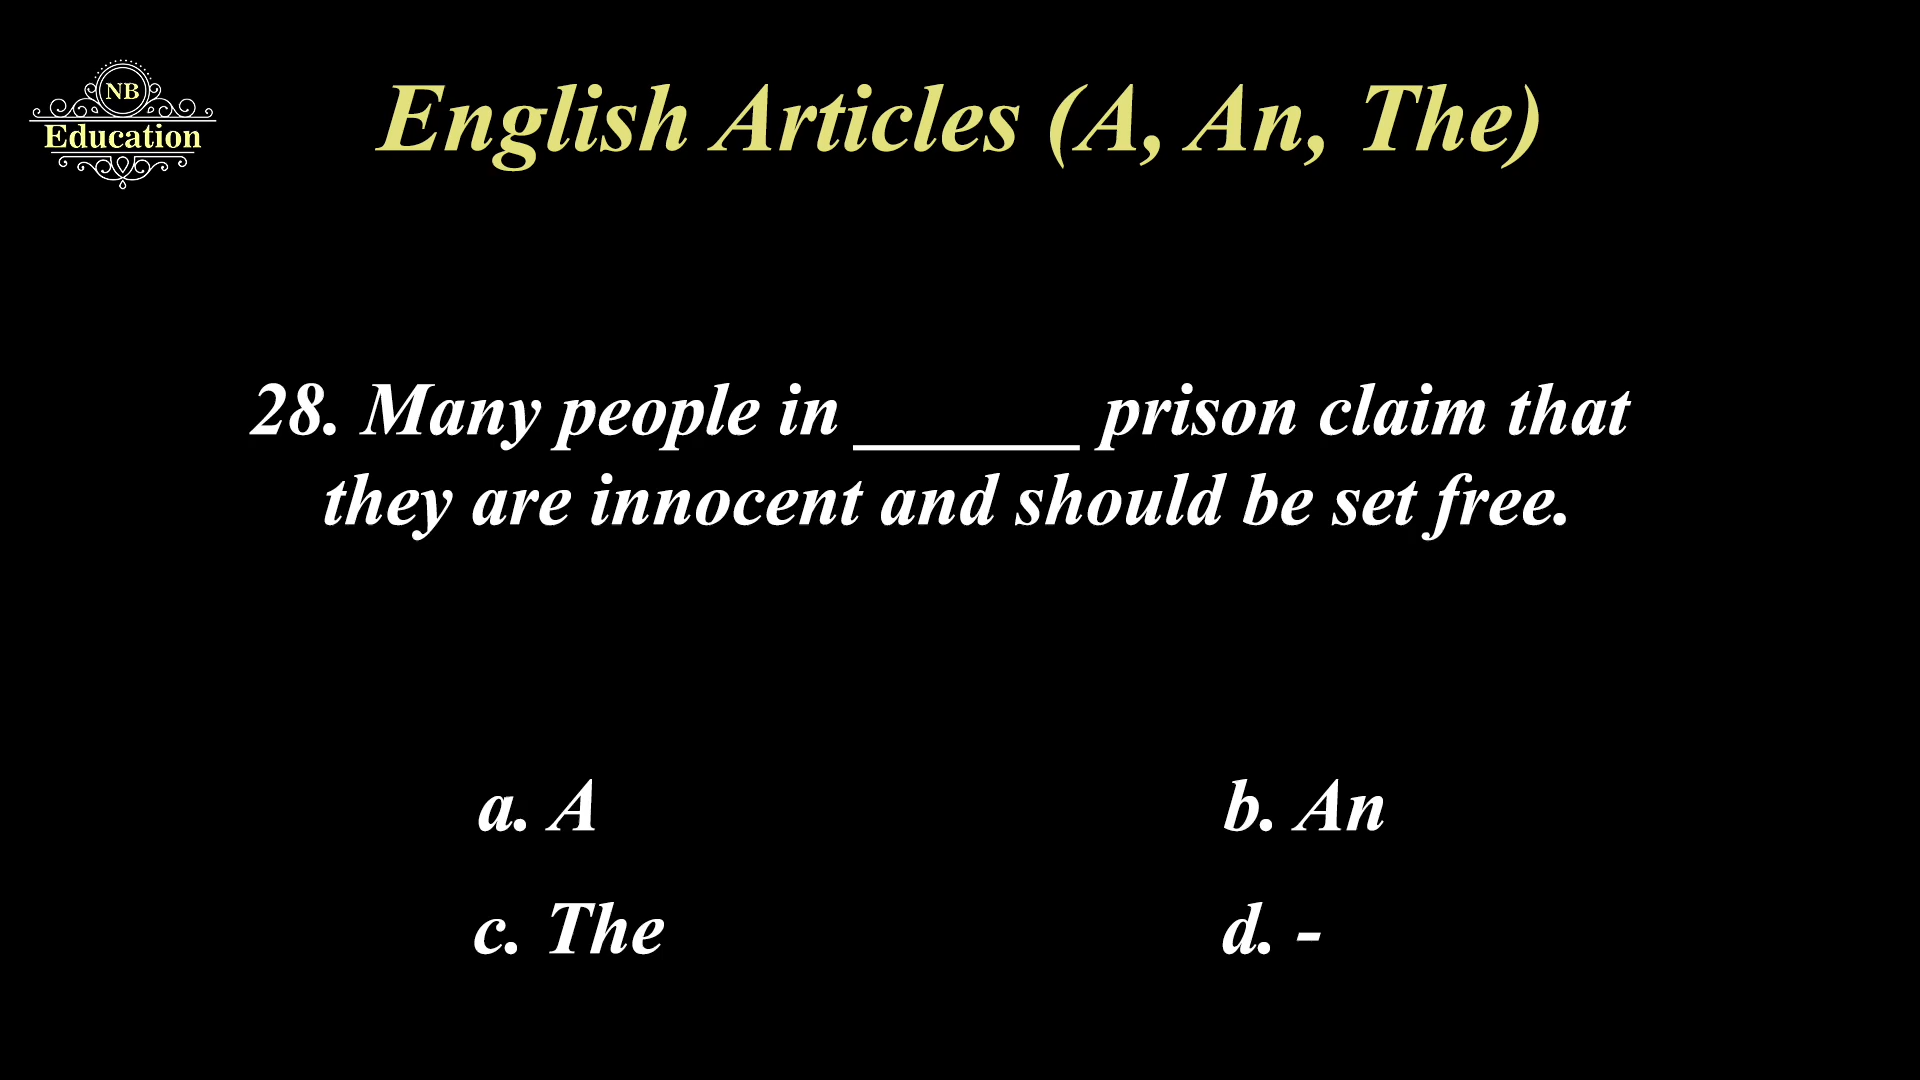 NB
Education
English Articles (A, An, The)
28. Many people in ______ prison claim that
they are innocent and should be set free.
a. A
b. An
c. The
d. -